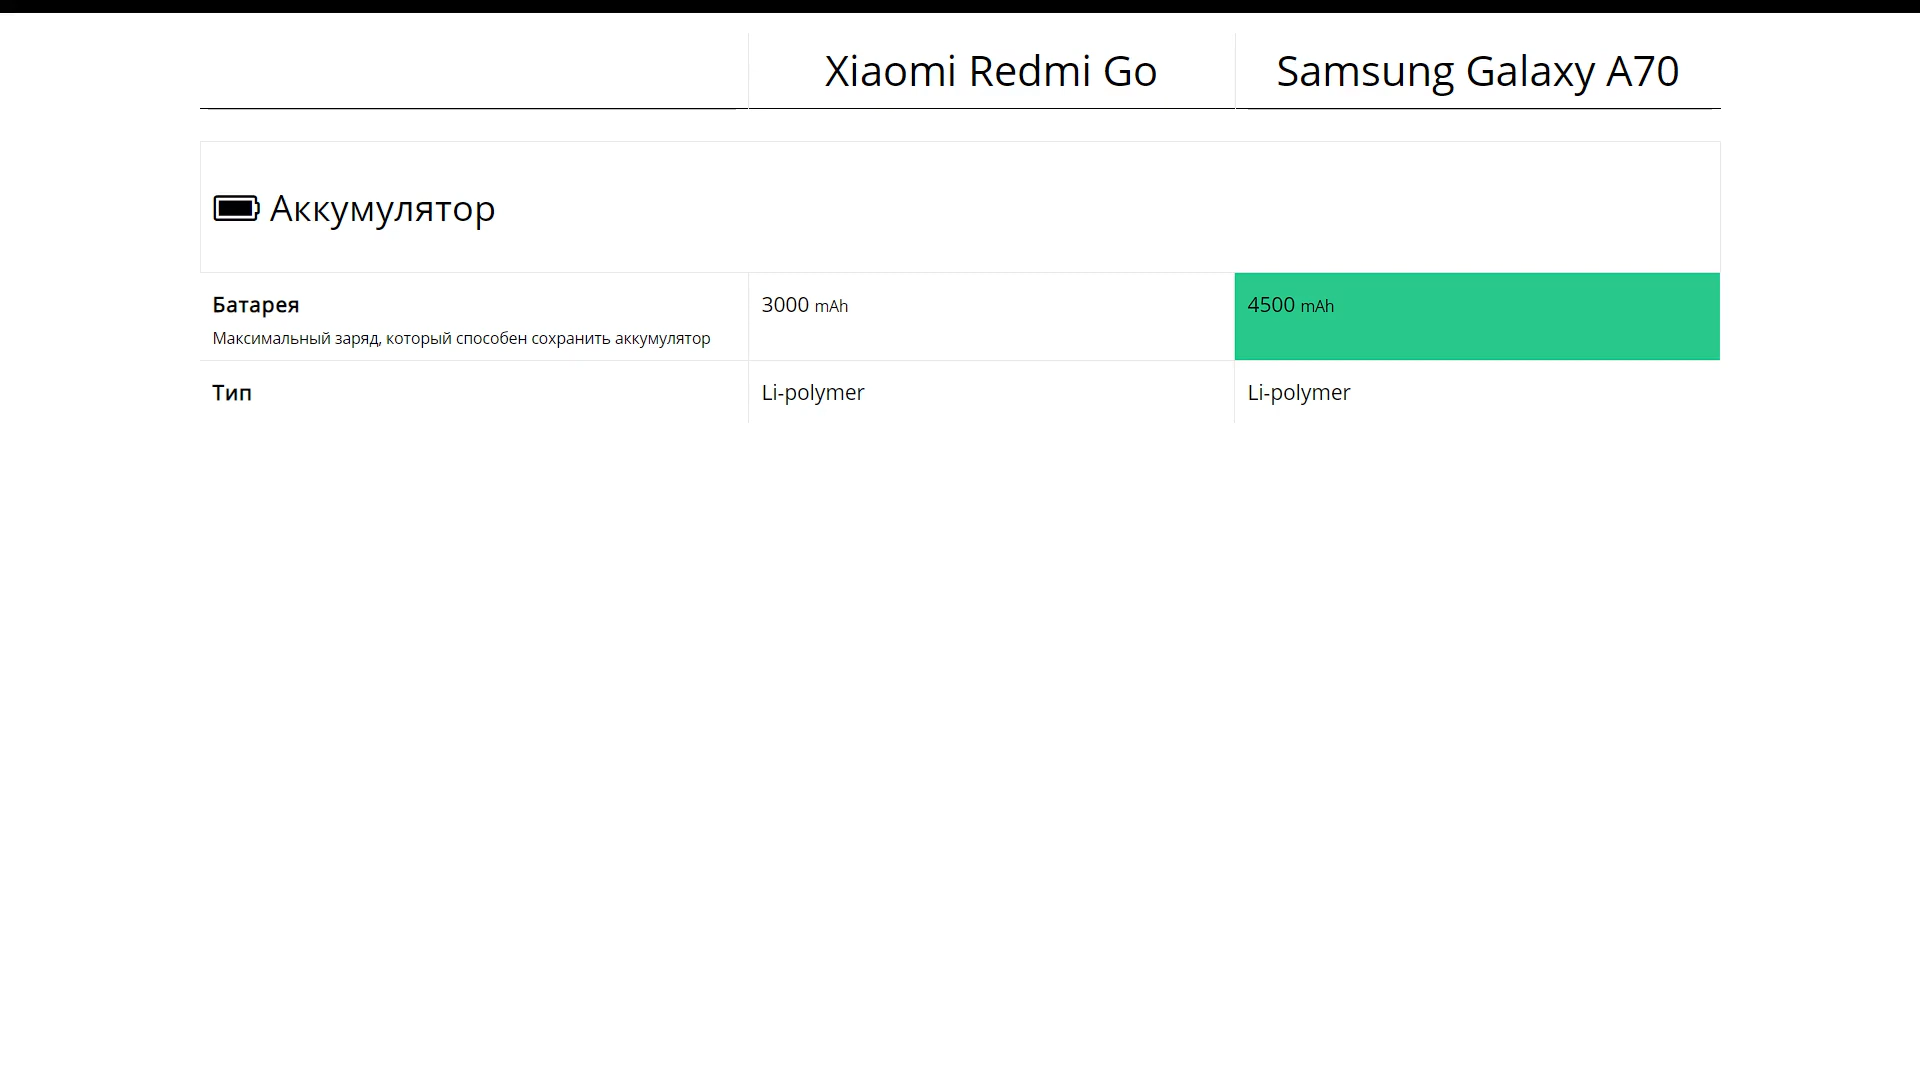 Xiaomi Redmi Go Samsung Galaxy A70
Аккумулятор
Батарея 3000 mAh 4500 mAh
Максимальный заряд, который способен сохранить аккумулятор
Тип Li-polymer Li-polymer